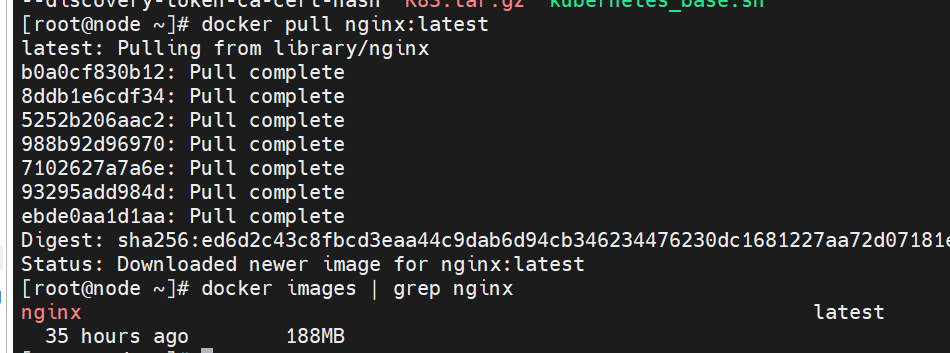 --discovery-token-ca-cert-hash K8S.tar.gz kubernetes_base.sh
[root@node ~]# docker pull nginx:latest
latest: Pulling from library/nginx
b0a0cf830b12: Pull complete
8ddb1e6cdf34: Pull complete
5252b206aac2: Pull complete
988b92d96970: Pull complete
7102627a7a6e: Pull complete
93295add984d: Pull complete
ebde0aa1d1aa: Pull complete
Digest: sha256:ed6d2c43c8fbcd3eaa44c9dab6d94cb346234476230dc1681227aa72d07181e
Status: Downloaded newer image for nginx:latest
[root@node ~]# docker images | grep nginx
nginx latest
35 hours ago 188MB